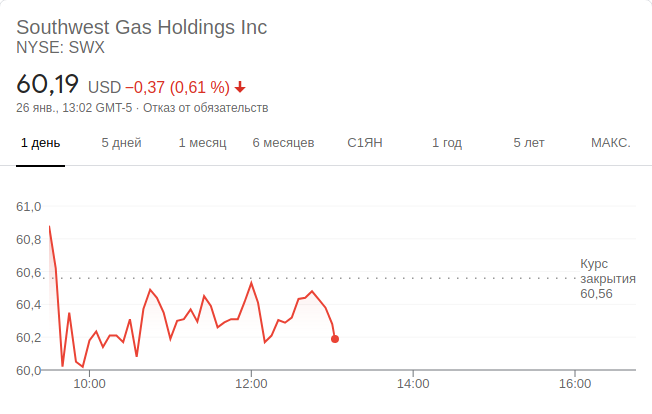 Southwest Gas Holdings Inc
NYSE: SWX
60,19 USD −0,37 (0,61 %)
26 янв., 13:02 GMT-5 · Отказ от обязательств
1 день 5 дней 1 месяц 6 месяцев С1ЯН 1 год 5 лет МАКС.
61,0
60,8
60,6
60,4
60,2
60,0
Курс
закрытия
60,56
10:00 12:00 14:00 16:00